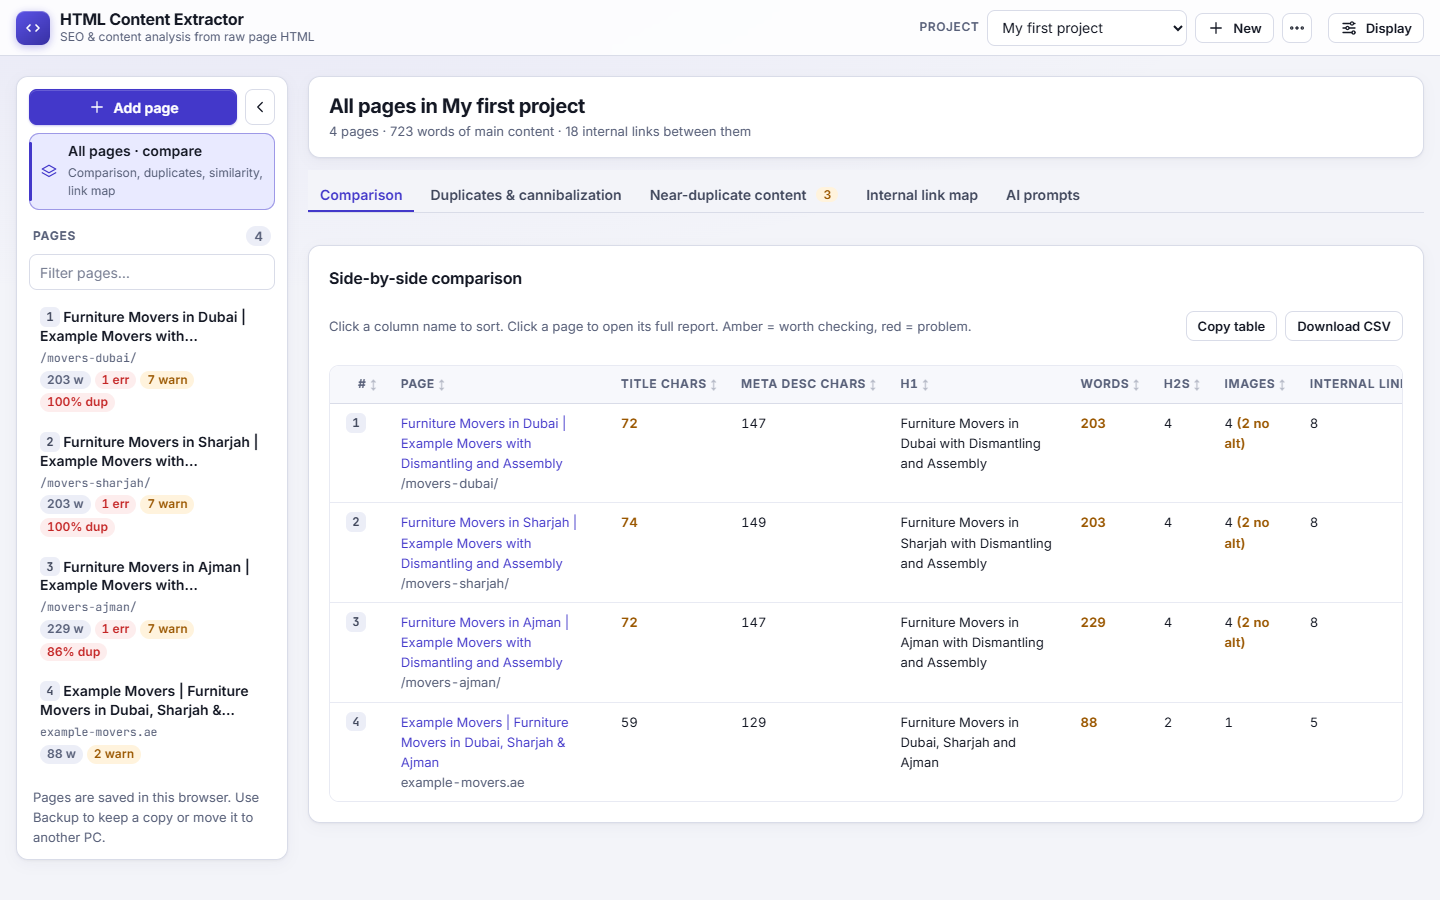 HTML Content Extractor
SEO & content analysis from raw page HTML
PROJECT
My first project
New
Display
Add page
All pages · compare
Comparison, duplicates, similarity,
link map
PAGES
4
Filter pages...
1 Furniture Movers in Dubai |
Example Movers with...
/movers-dubai/
203 w 1 err 7 warn
100% dup
2 Furniture Movers in Sharjah |
Example Movers with...
/movers-sharjah/
203 w 1 err 7 warn
100% dup
3 Furniture Movers in Ajman |
Example Movers with...
/movers-ajman/
229 w 1 err 7 warn
86% dup
4 Example Movers | Furniture
Movers in Dubai, Sharjah &...
example-movers.ae
88 w 2 warn
Pages are saved in this browser. Use
Backup to keep a copy or move it to
another PC.
All pages in My first project
4 pages · 723 words of main content · 18 internal links between them
Comparison Duplicates & cannibalization Near-duplicate content 3 Internal link map AI prompts
Side-by-side comparison
Click a column name to sort. Click a page to open its full report. Amber = worth checking, red = problem.
Copy table Download CSV
# PAGE TITLE CHARS META DESC CHARS H1 WORDS H2S IMAGES INTERNAL
1 Furniture Movers in Dubai | 72 147 Furniture Movers in 203 4 4 (2 no 8
Example Movers with Dubai with Dismantling alt)
Dismantling and Assembly and Assembly
/movers-dubai/
2 Furniture Movers in Sharjah | 74 149 Furniture Movers in 203 4 4 (2 no 8
Example Movers with Sharjah with Dismantling alt)
Dismantling and Assembly and Assembly
/movers-sharjah/
3 Furniture Movers in Ajman | 72 147 Furniture Movers in 229 4 4 (2 no 8
Example Movers with Ajman with Dismantling alt)
Dismantling and Assembly and Assembly
/movers-ajman/
4 Example Movers | Furniture 59 129 Furniture Movers in 88 2 1 5
Movers in Dubai, Sharjah & Dubai, Sharjah and
Ajman Ajman
example-movers.ae